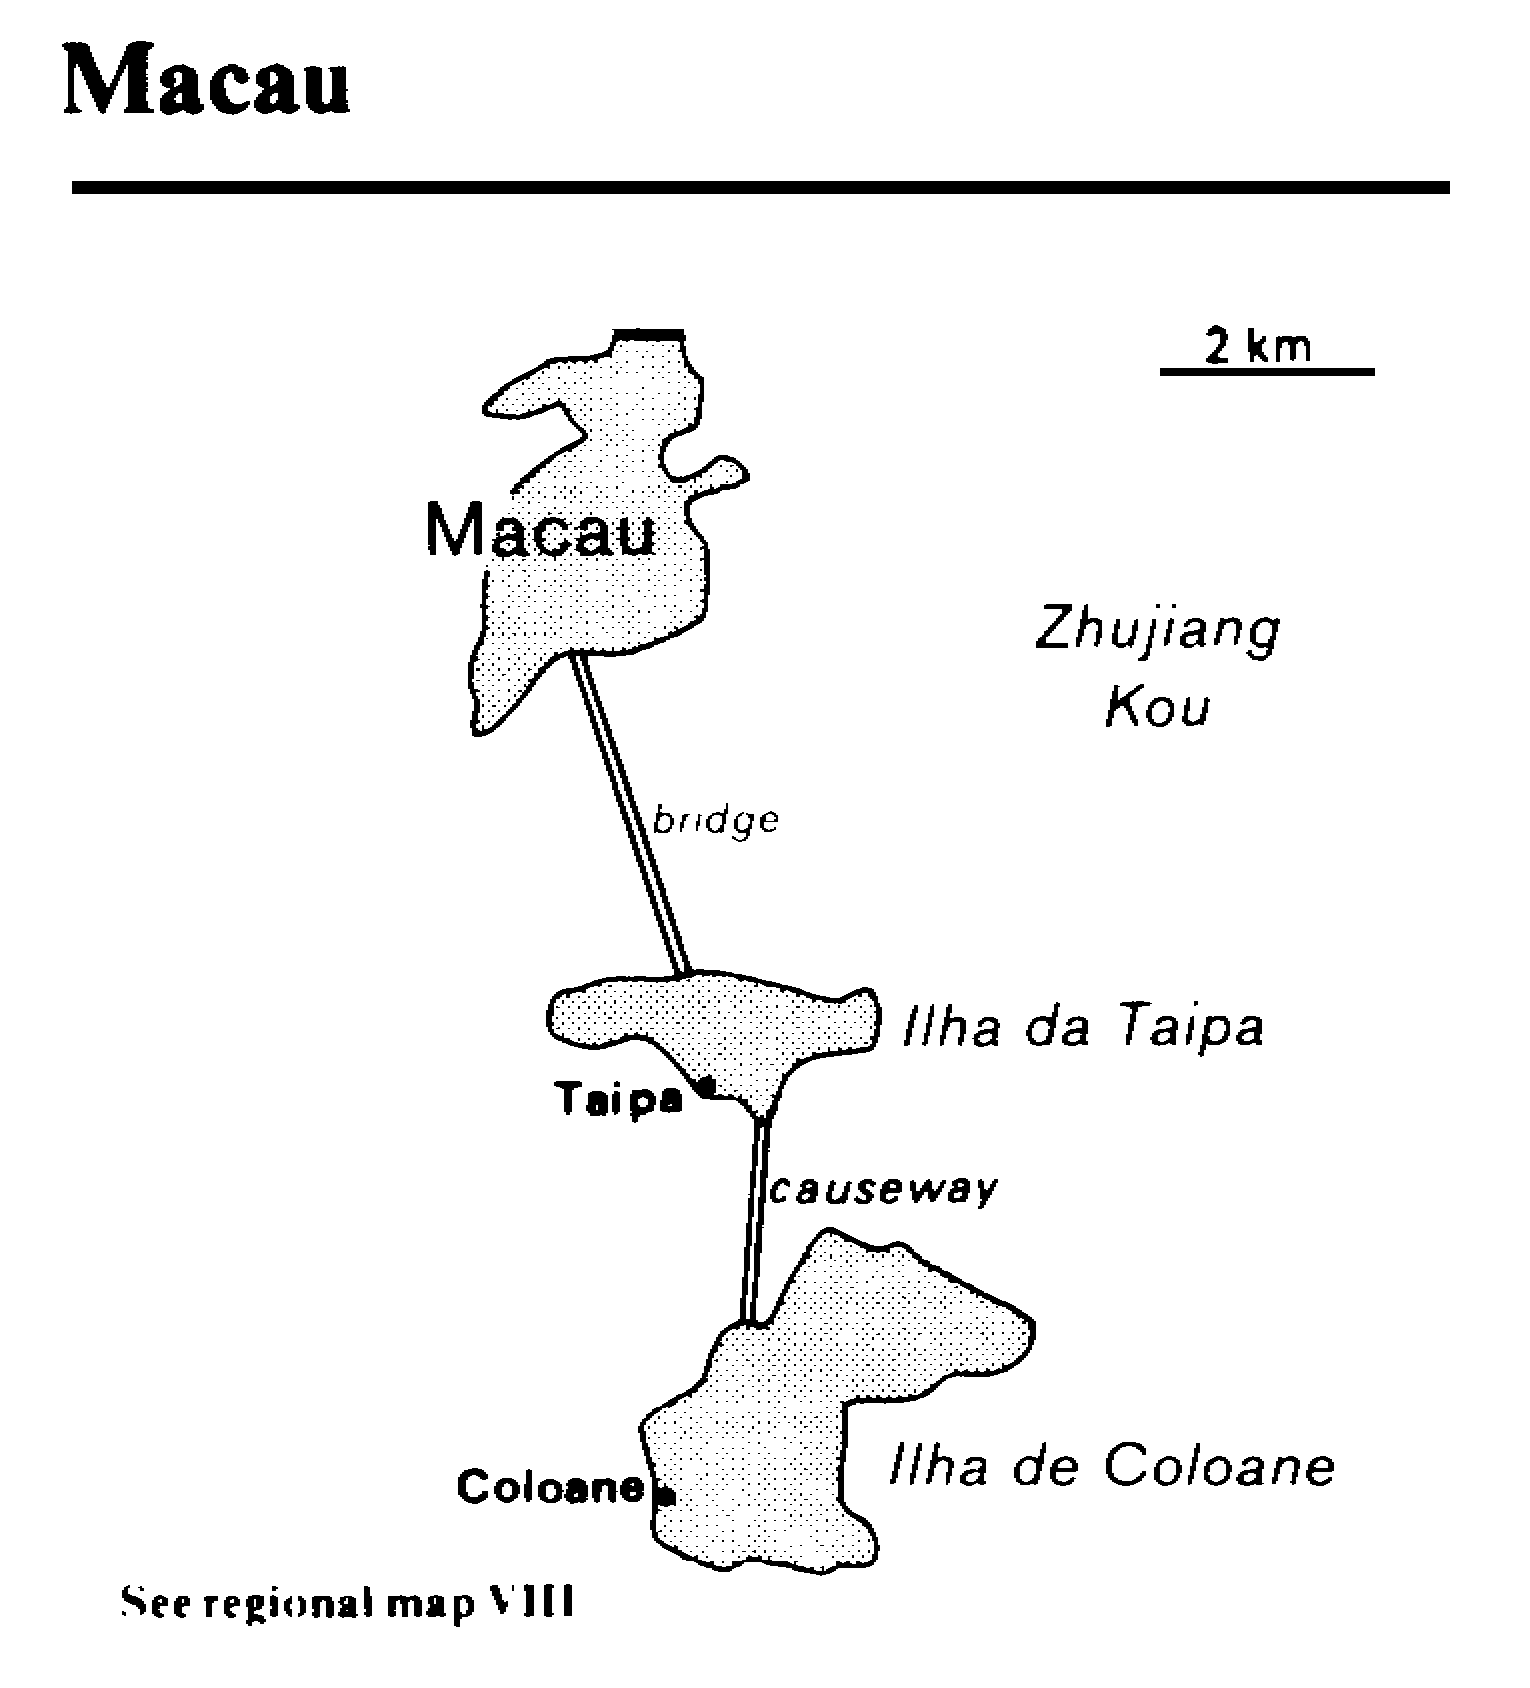 Macau
2 km
Macau
Zhujiang
Kou
bridge
Ilha da Taipa
Taipa
causeway
Ilha de Coloane
Coloane
See regional map VIII